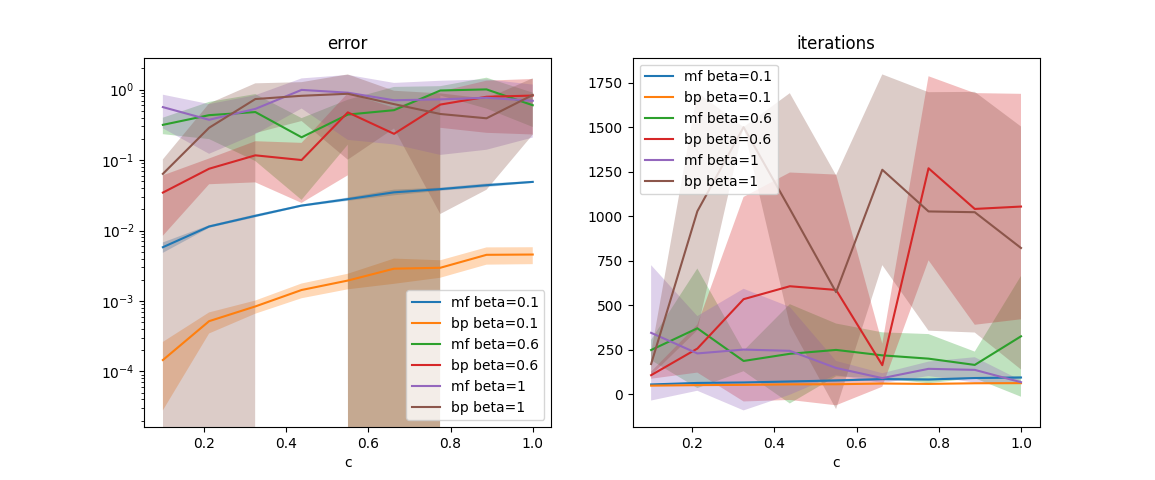 error
10⁰
10⁻¹
10⁻²
10⁻³
10⁻⁴
0.2 0.4 0.6 0.8 1.0
c
mf beta=0.1
bp beta=0.1
mf beta=0.6
bp beta=0.6
mf beta=1
bp beta=1
iterations
1750
1500
1250
1000
750
500
250
0
0.2 0.4 0.6 0.8 1.0
c
mf beta=0.1
bp beta=0.1
mf beta=0.6
bp beta=0.6
mf beta=1
bp beta=1